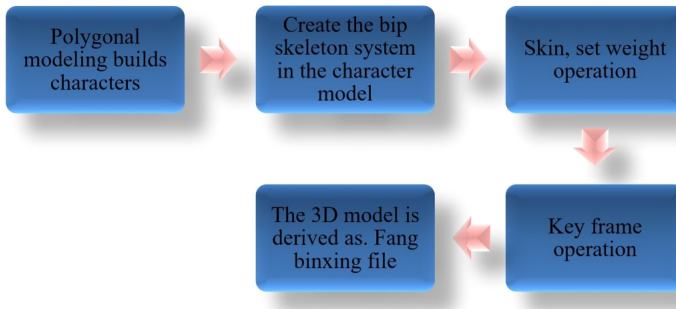 Polygonal
modeling builds
characters
Create the bip
skeleton system
in the character
model
Skin, set weight
operation
Key frame
operation
The 3D model is
derived as. Fang
binxing file